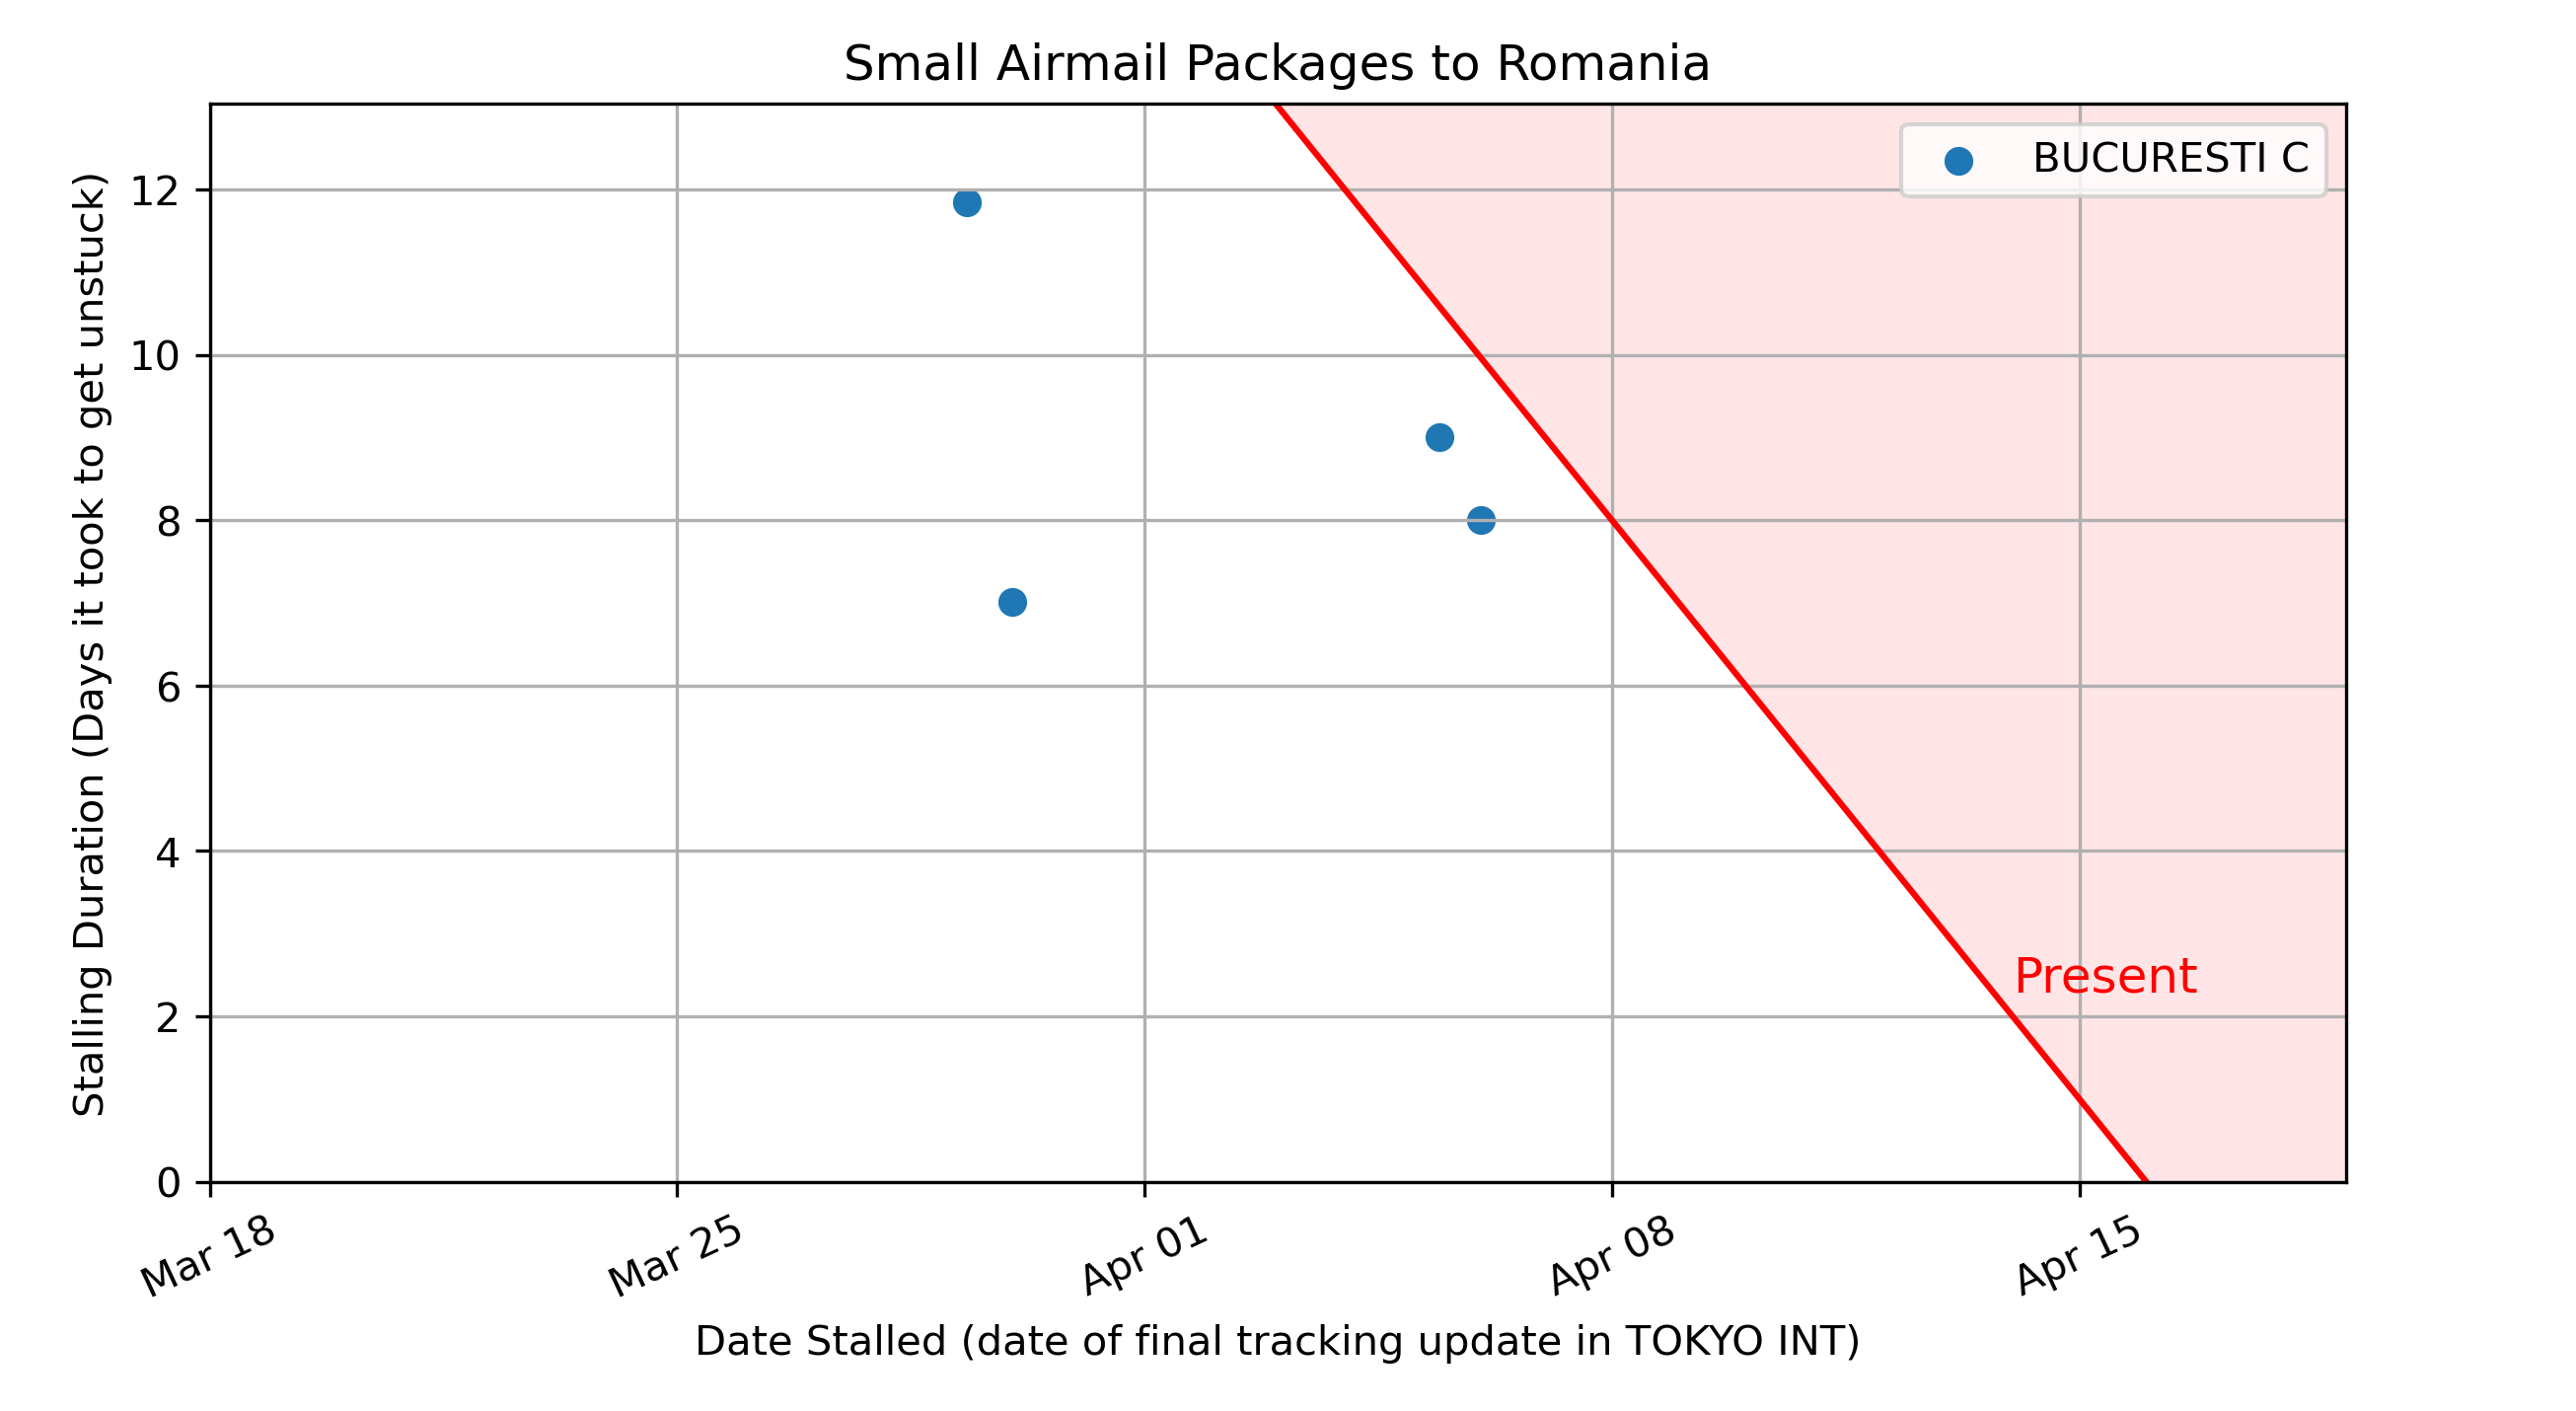 Small Airmail Packages to Romania
BUCURESTI C
Stalling Duration (Days it took to get unstuck)
12
10
8
6
4
2
0
Present
Mar 18
Mar 25
Apr 01
Apr 08
Apr 15
Date Stalled (date of final tracking update in TOKYO INT)